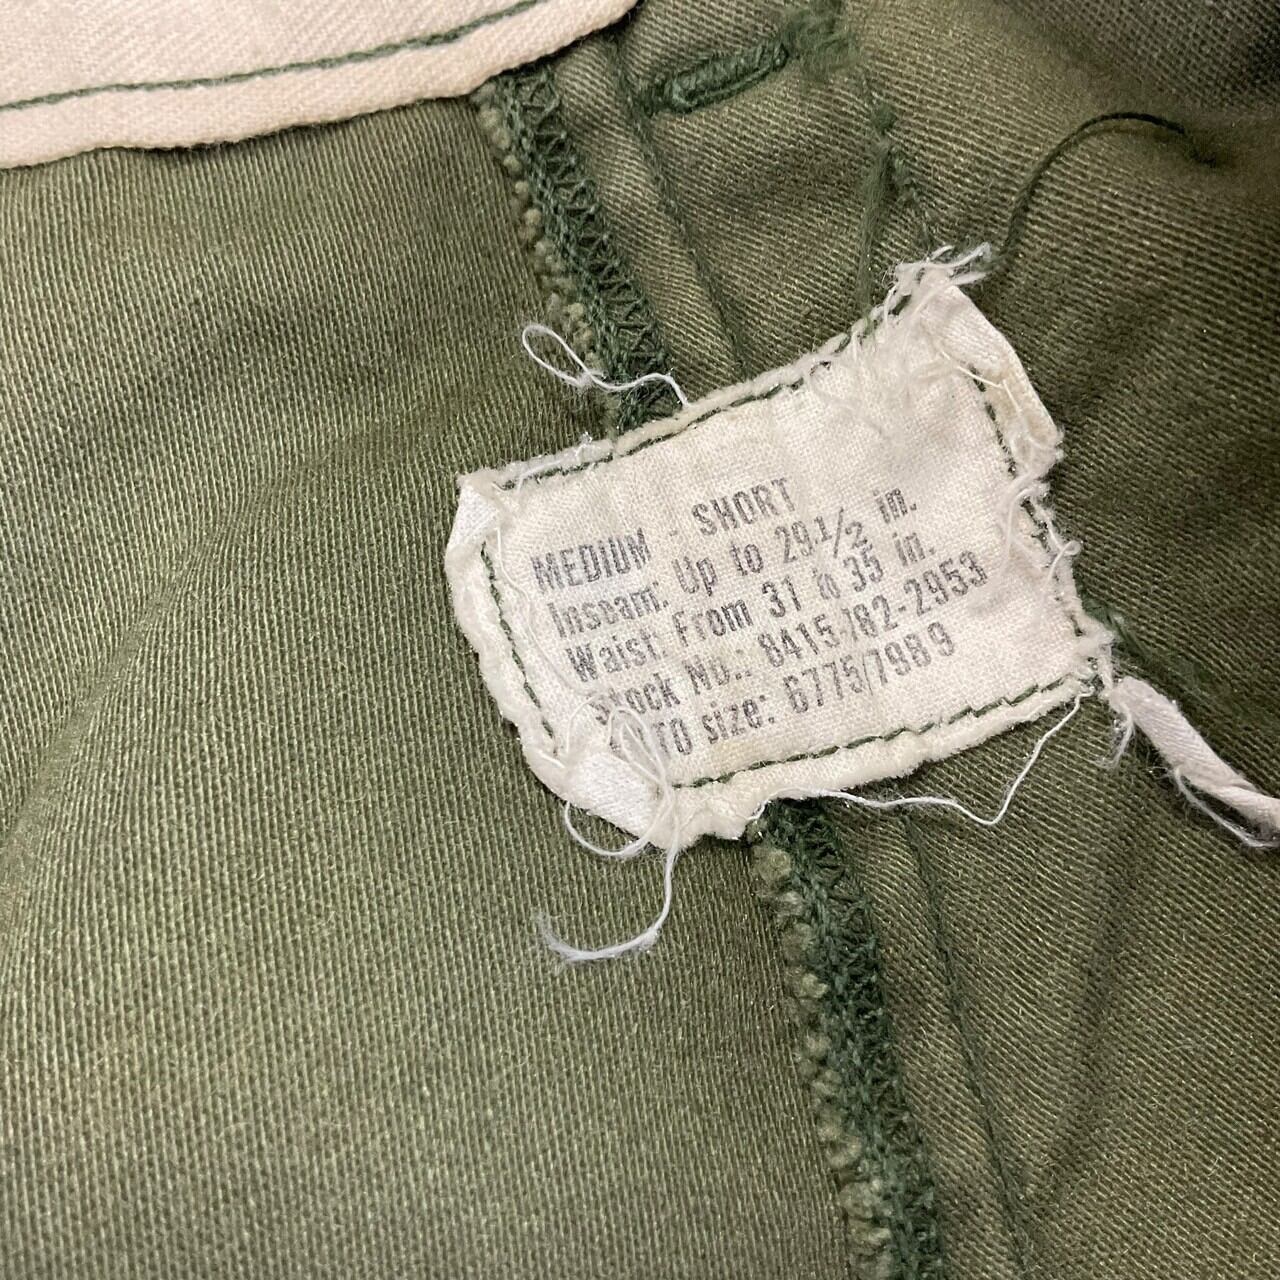 MEDIUM - SHORT
Inseam: Up to 29 1/2 in.
Waist: From 31 to 35 in.
Stock No.: 8415-782-2953
size: 6775/7989